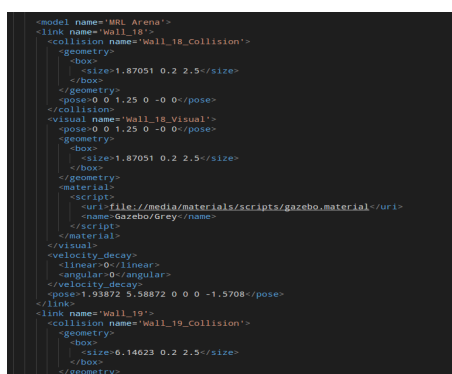 <model name='MRL Arena'>
<link name='Wall_18'>
<collision name='Wall_18_Collision'>
<geometry>
<box>
<size>1.87051 0.2 2.5</size>
</box>
</geometry>
<pose>0 0 1.25 0 -0 0</pose>
</collision>
<visual name='Wall_18_Visual'>
<pose>0 0 1.25 0 -0 0</pose>
<geometry>
<box>
<size>1.87051 0.2 2.5</size>
</box>
</geometry>
<material>
<script>
<uri>file://media/materials/scripts/gazebo.material</uri>
<name>Gazebo/Grey</name>
</script>
</material>
</visual>
<velocity_decay>
<linear>0</linear>
<angular>0</angular>
</velocity_decay>
<pose>1.93872 5.58872 0 0 0 -1.5708</pose>
</link>
<link name='Wall_19'>
<collision name='Wall_19_Collision'>
<geometry>
<box>
<size>6.14623 0.2 2.5</size>
</box>
</geometry>